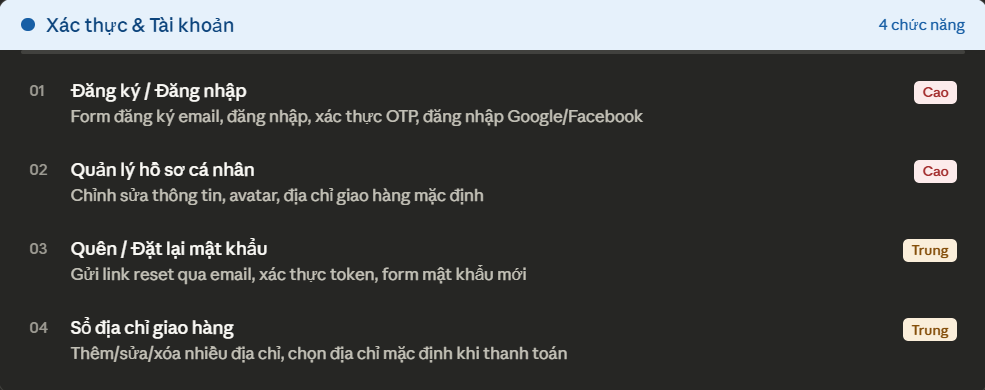 Xác thực & Tài khoản
4 chức năng
01
Đăng ký / Đăng nhập
Cao
Form đăng ký email, đăng nhập, xác thực OTP, đăng nhập Google/Facebook
02
Quản lý hồ sơ cá nhân
Cao
Chỉnh sửa thông tin, avatar, địa chỉ giao hàng mặc định
03
Quên / Đặt lại mật khẩu
Trung
Gửi link reset qua email, xác thực token, form mật khẩu mới
04
Sổ địa chỉ giao hàng
Trung
Thêm/sửa/xóa nhiều địa chỉ, chọn địa chỉ mặc định khi thanh toán